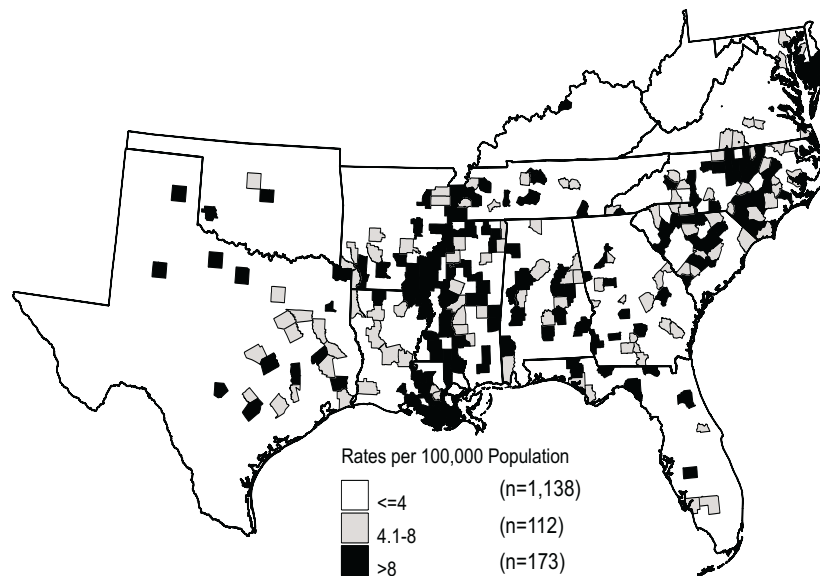 Rates per 100,000 Population
<=4 (n=1,138)
4.1-8 (n=112)
>8 (n=173)